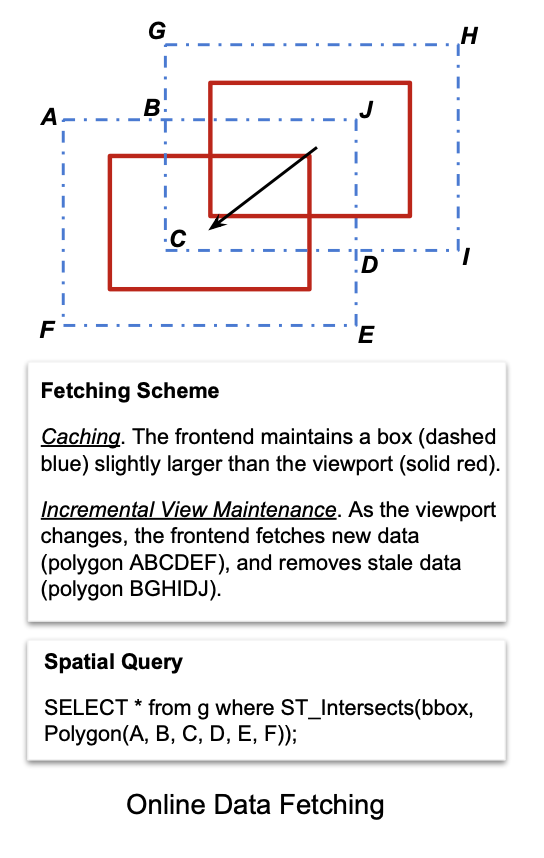 G
H
A
B
J
C
D
I
F
E
Fetching Scheme
Caching. The frontend maintains a box (dashed
blue) slightly larger than the viewport (solid red).
Incremental View Maintenance. As the viewport
changes, the frontend fetches new data
(polygon ABCDEF), and removes stale data
(polygon BGHIDJ).
Spatial Query
SELECT * from g where ST_Intersects(bbox,
Polygon(A, B, C, D, E, F));
Online Data Fetching